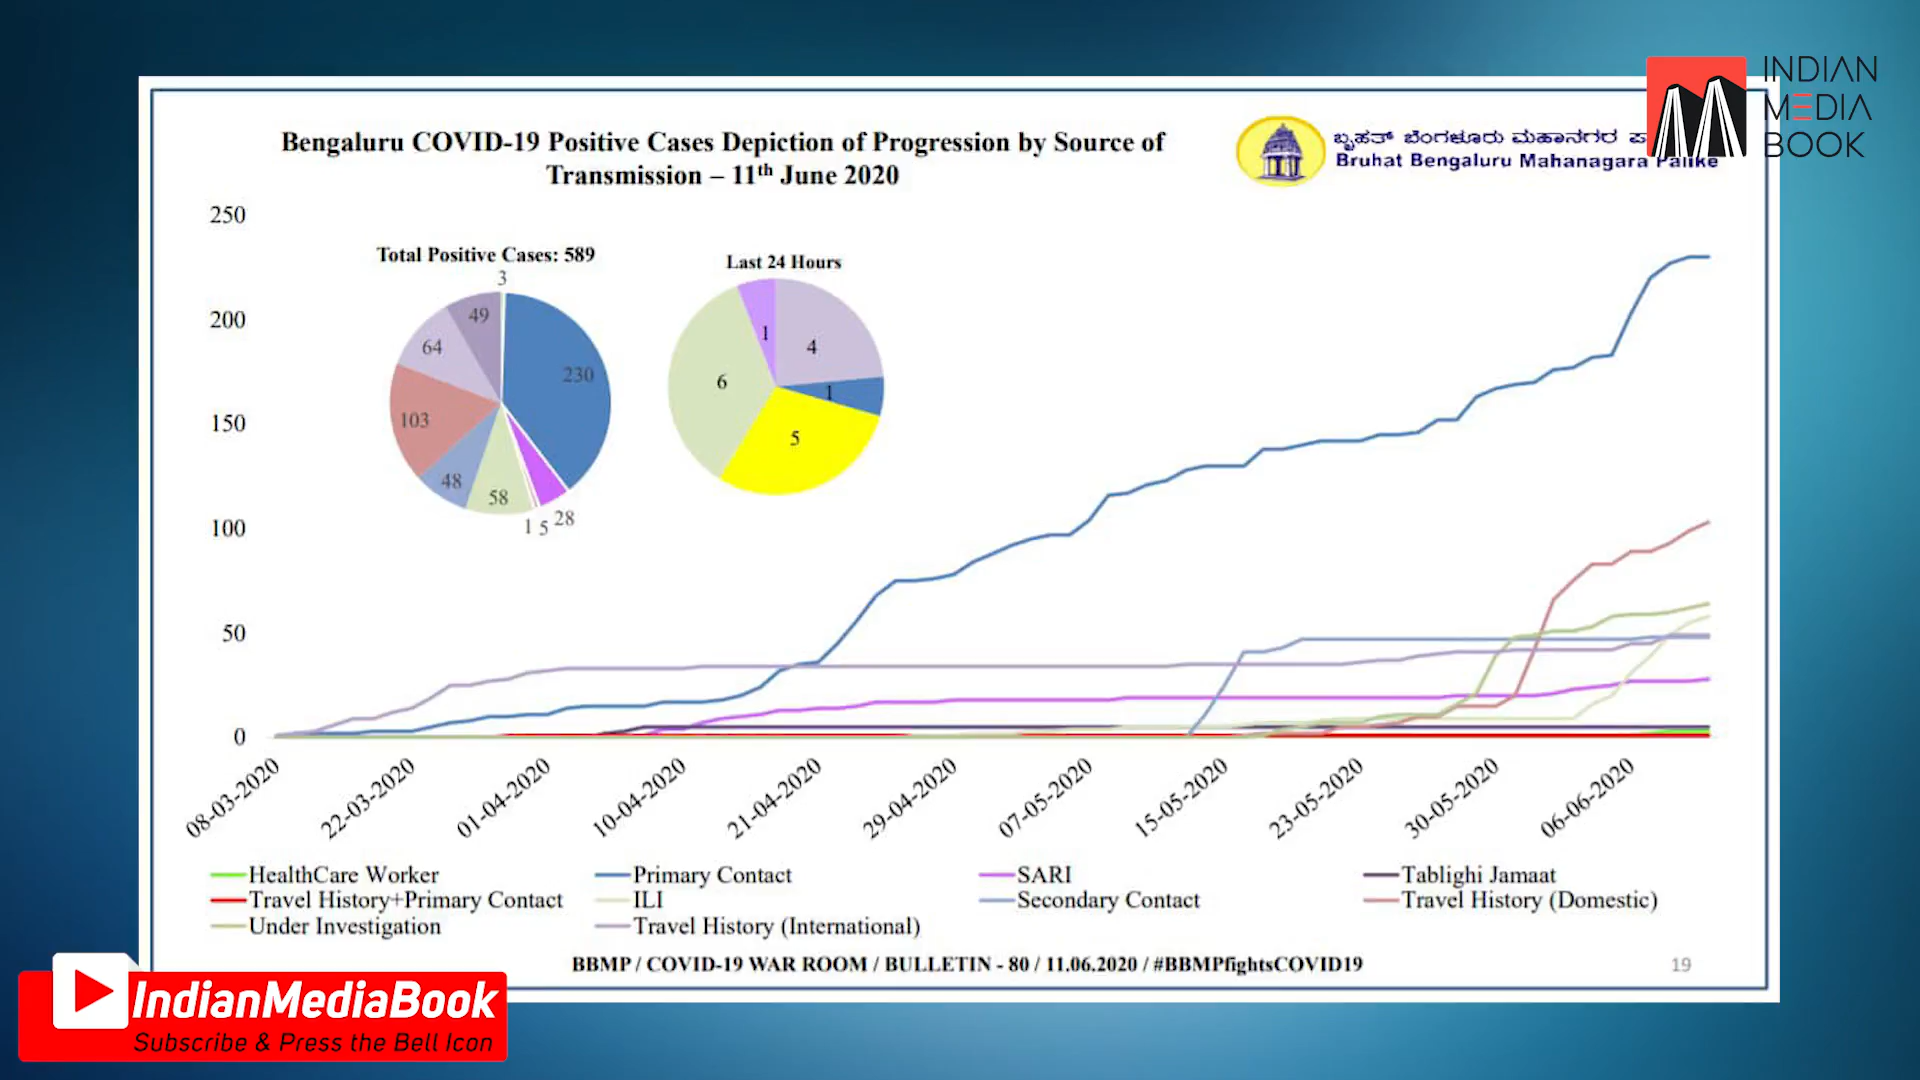 INDIAN
MEDIA
BOOK
Bengaluru COVID-19 Positive Cases Depiction of Progression by Source of
Transmission – 11th June 2020
ಬೃಹತ್ ಬೆಂಗಳೂರು ಮಹಾನಗರ
Bruhat Bengaluru Mahanagara Palike
250
200
150
100
50
0
Total Positive Cases: 589
3
49
64
230
103
48
58
1
5
28
Last 24 Hours
1
4
6
1
5
08-03-2020
22-03-2020
01-04-2020
10-04-2020
21-04-2020
29-04-2020
07-05-2020
15-05-2020
23-05-2020
30-05-2020
06-06-2020
HealthCare Worker
Primary Contact
SARI
Tablighi Jamaat
Travel History+Primary Contact
ILI
Secondary Contact
Travel History (Domestic)
Under Investigation
Travel History (International)
BBMP / COVID-19 WAR ROOM / BULLETIN - 80 / 11.06.2020 / #BBMPfightsCOVID19
19
IndianMediaBook
Subscribe & Press the Bell Icon